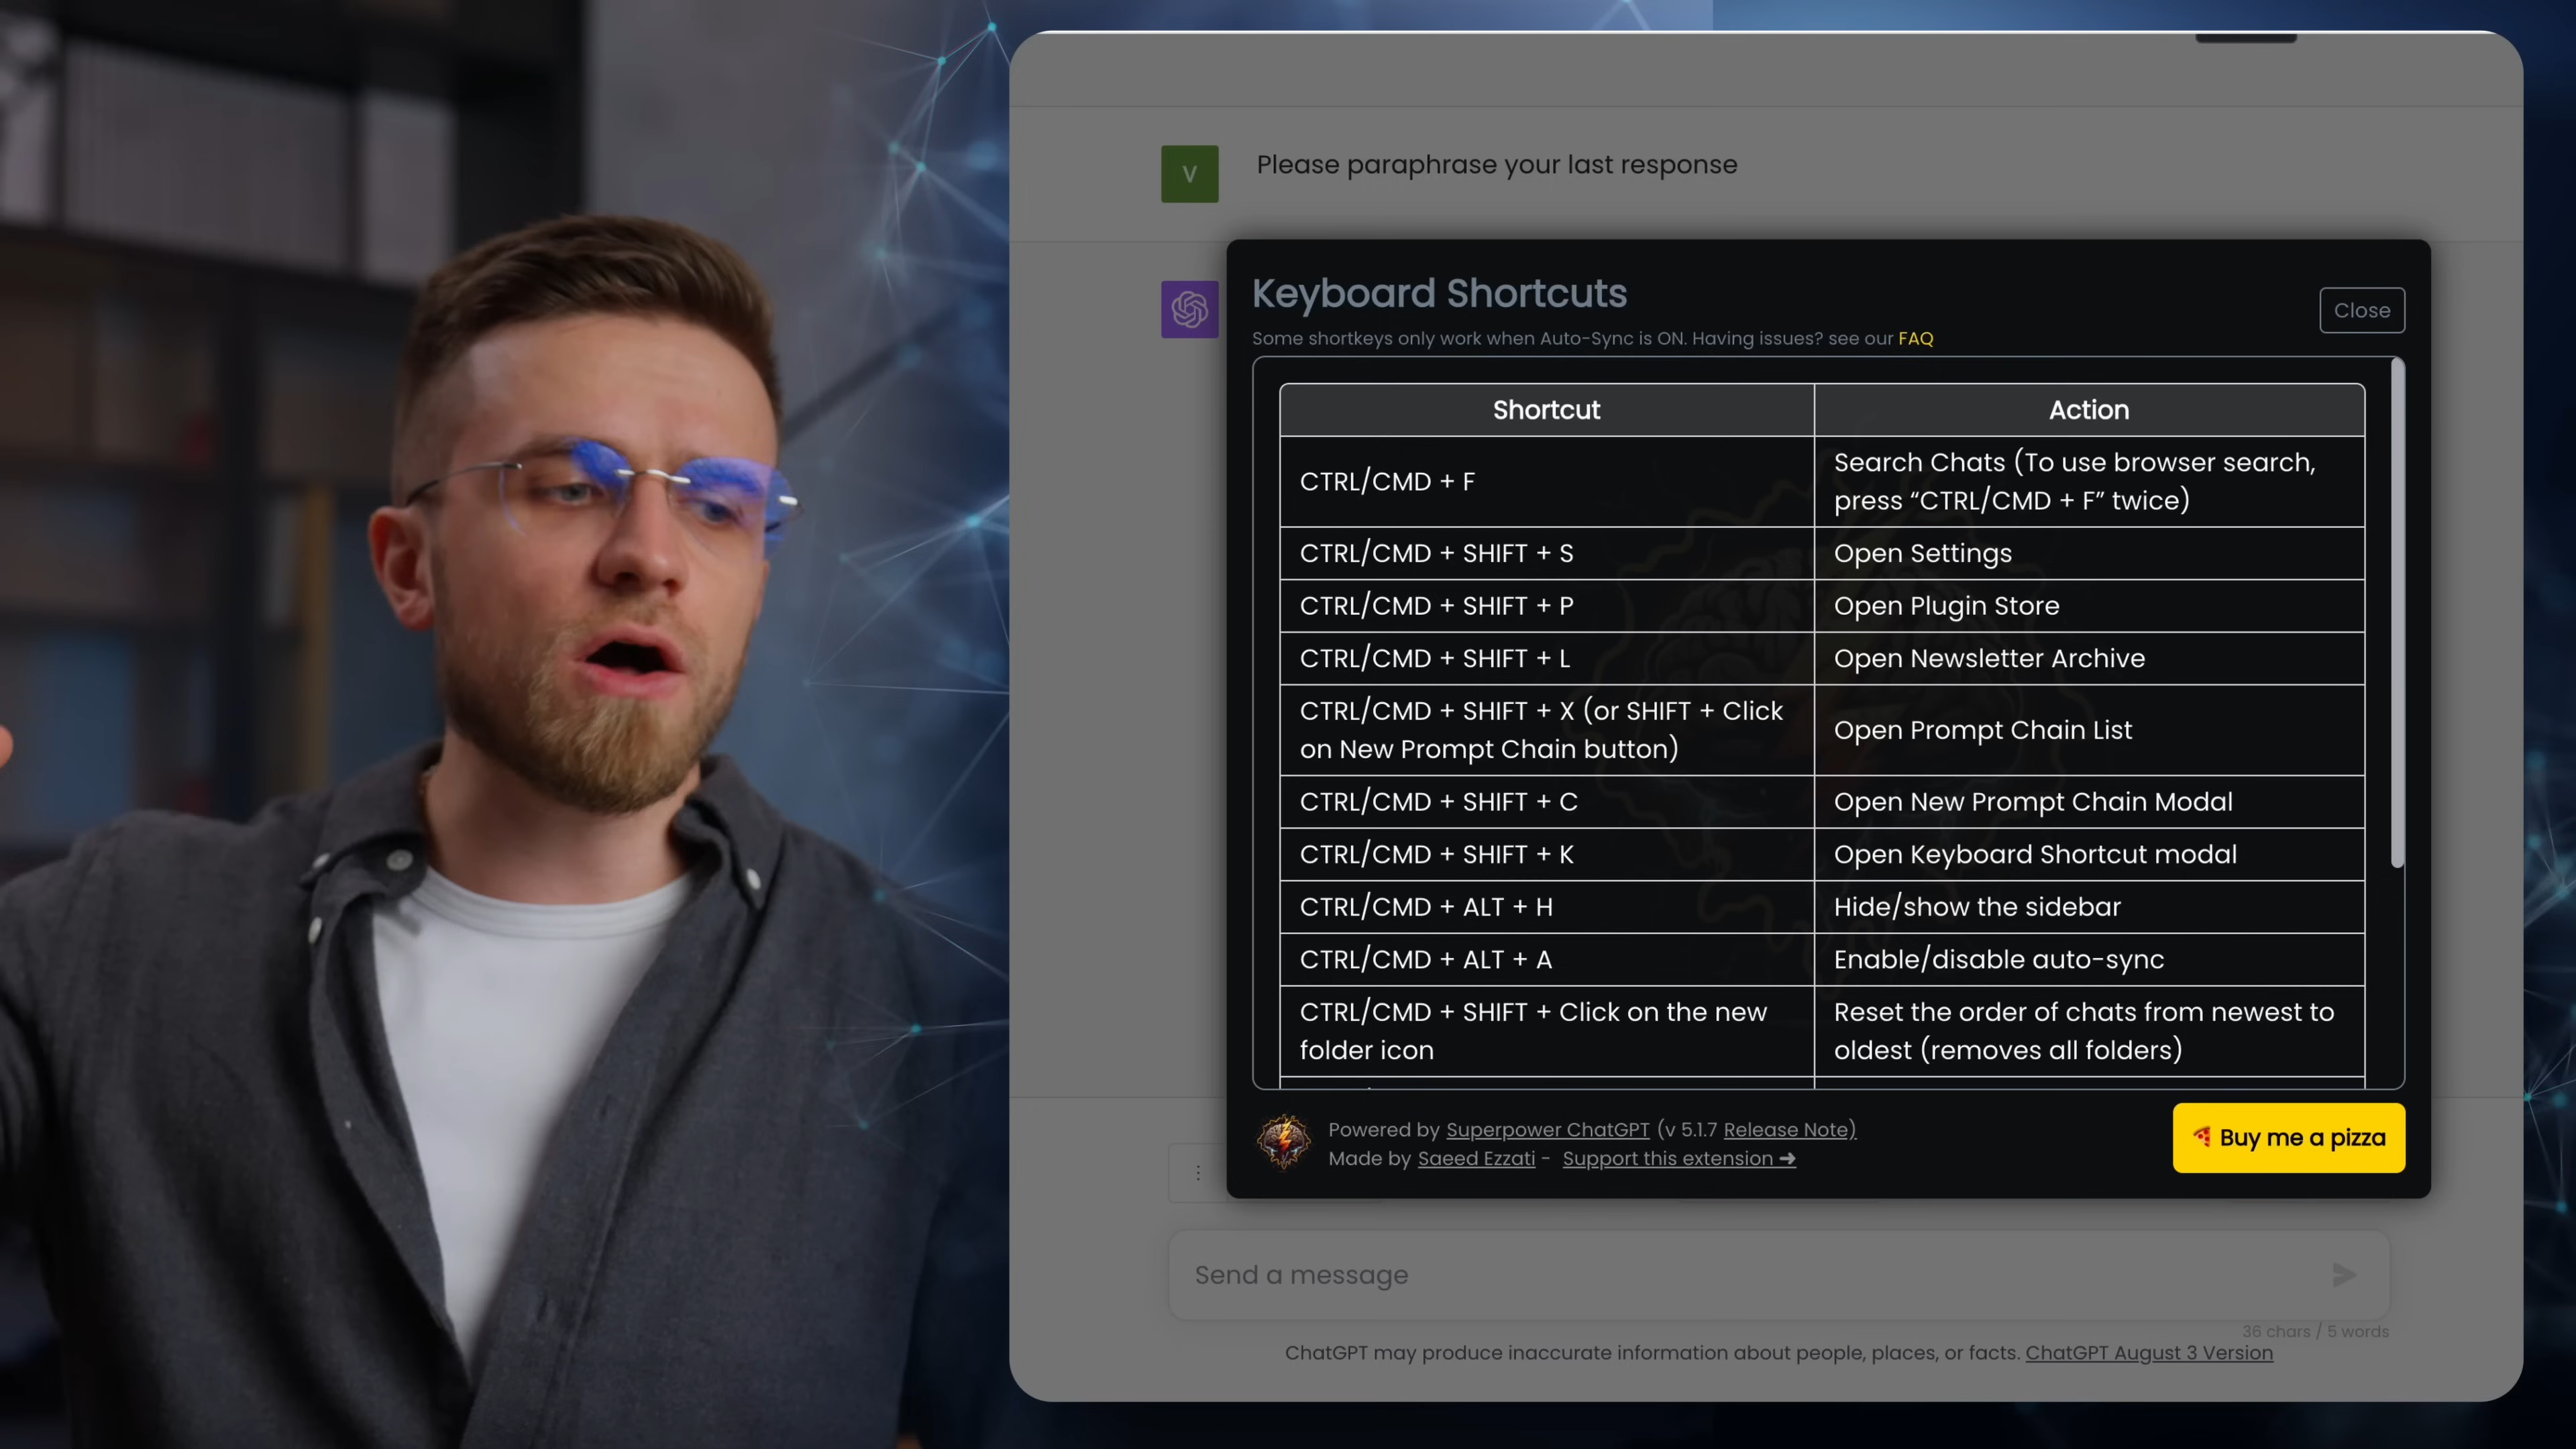 V
Please paraphrase your last response
Keyboard Shortcuts
Close
Some shortkeys only work when Auto-Sync is ON. Having issues? see our FAQ
Shortcut
Action
CTRL/CMD + F
Search Chats (To use browser search,
press “CTRL/CMD + F” twice)
CTRL/CMD + SHIFT + S
Open Settings
CTRL/CMD + SHIFT + P
Open Plugin Store
CTRL/CMD + SHIFT + L
Open Newsletter Archive
CTRL/CMD + SHIFT + X (or SHIFT + Click
on New Prompt Chain button)
Open Prompt Chain List
CTRL/CMD + SHIFT + C
Open New Prompt Chain Modal
CTRL/CMD + SHIFT + K
Open Keyboard Shortcut modal
CTRL/CMD + ALT + H
Hide/show the sidebar
CTRL/CMD + ALT + A
Enable/disable auto-sync
CTRL/CMD + SHIFT + Click on the new
folder icon
Reset the order of chats from newest to
oldest (removes all folders)
Powered by Superpower ChatGPT (v 5.1.7 Release Note)
Made by Saeed Ezzati - Support this extension ➜
Buy me a pizza
Send a message
36 chars / 5 words
ChatGPT may produce inaccurate information about people, places, or facts. ChatGPT August 3 Version